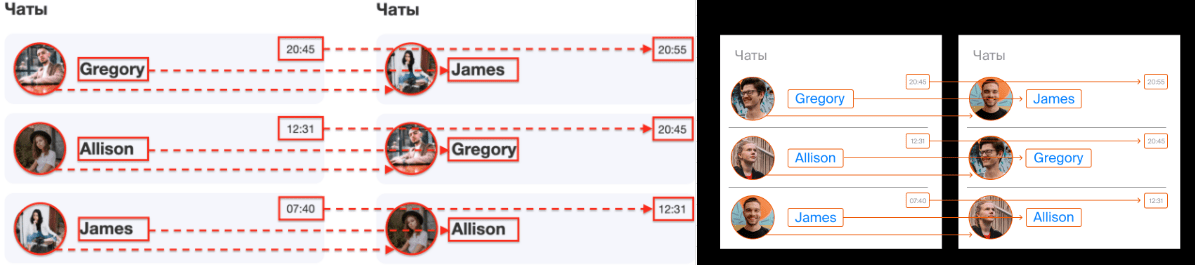 Чаты
20:45
Gregory
12:31
Allison
07:40
James
Чаты
20:55
James
20:45
Gregory
12:31
Allison
Чаты
20:45
Gregory
12:31
Allison
07:40
James
Чаты
20:55
James
20:45
Gregory
12:31
Allison